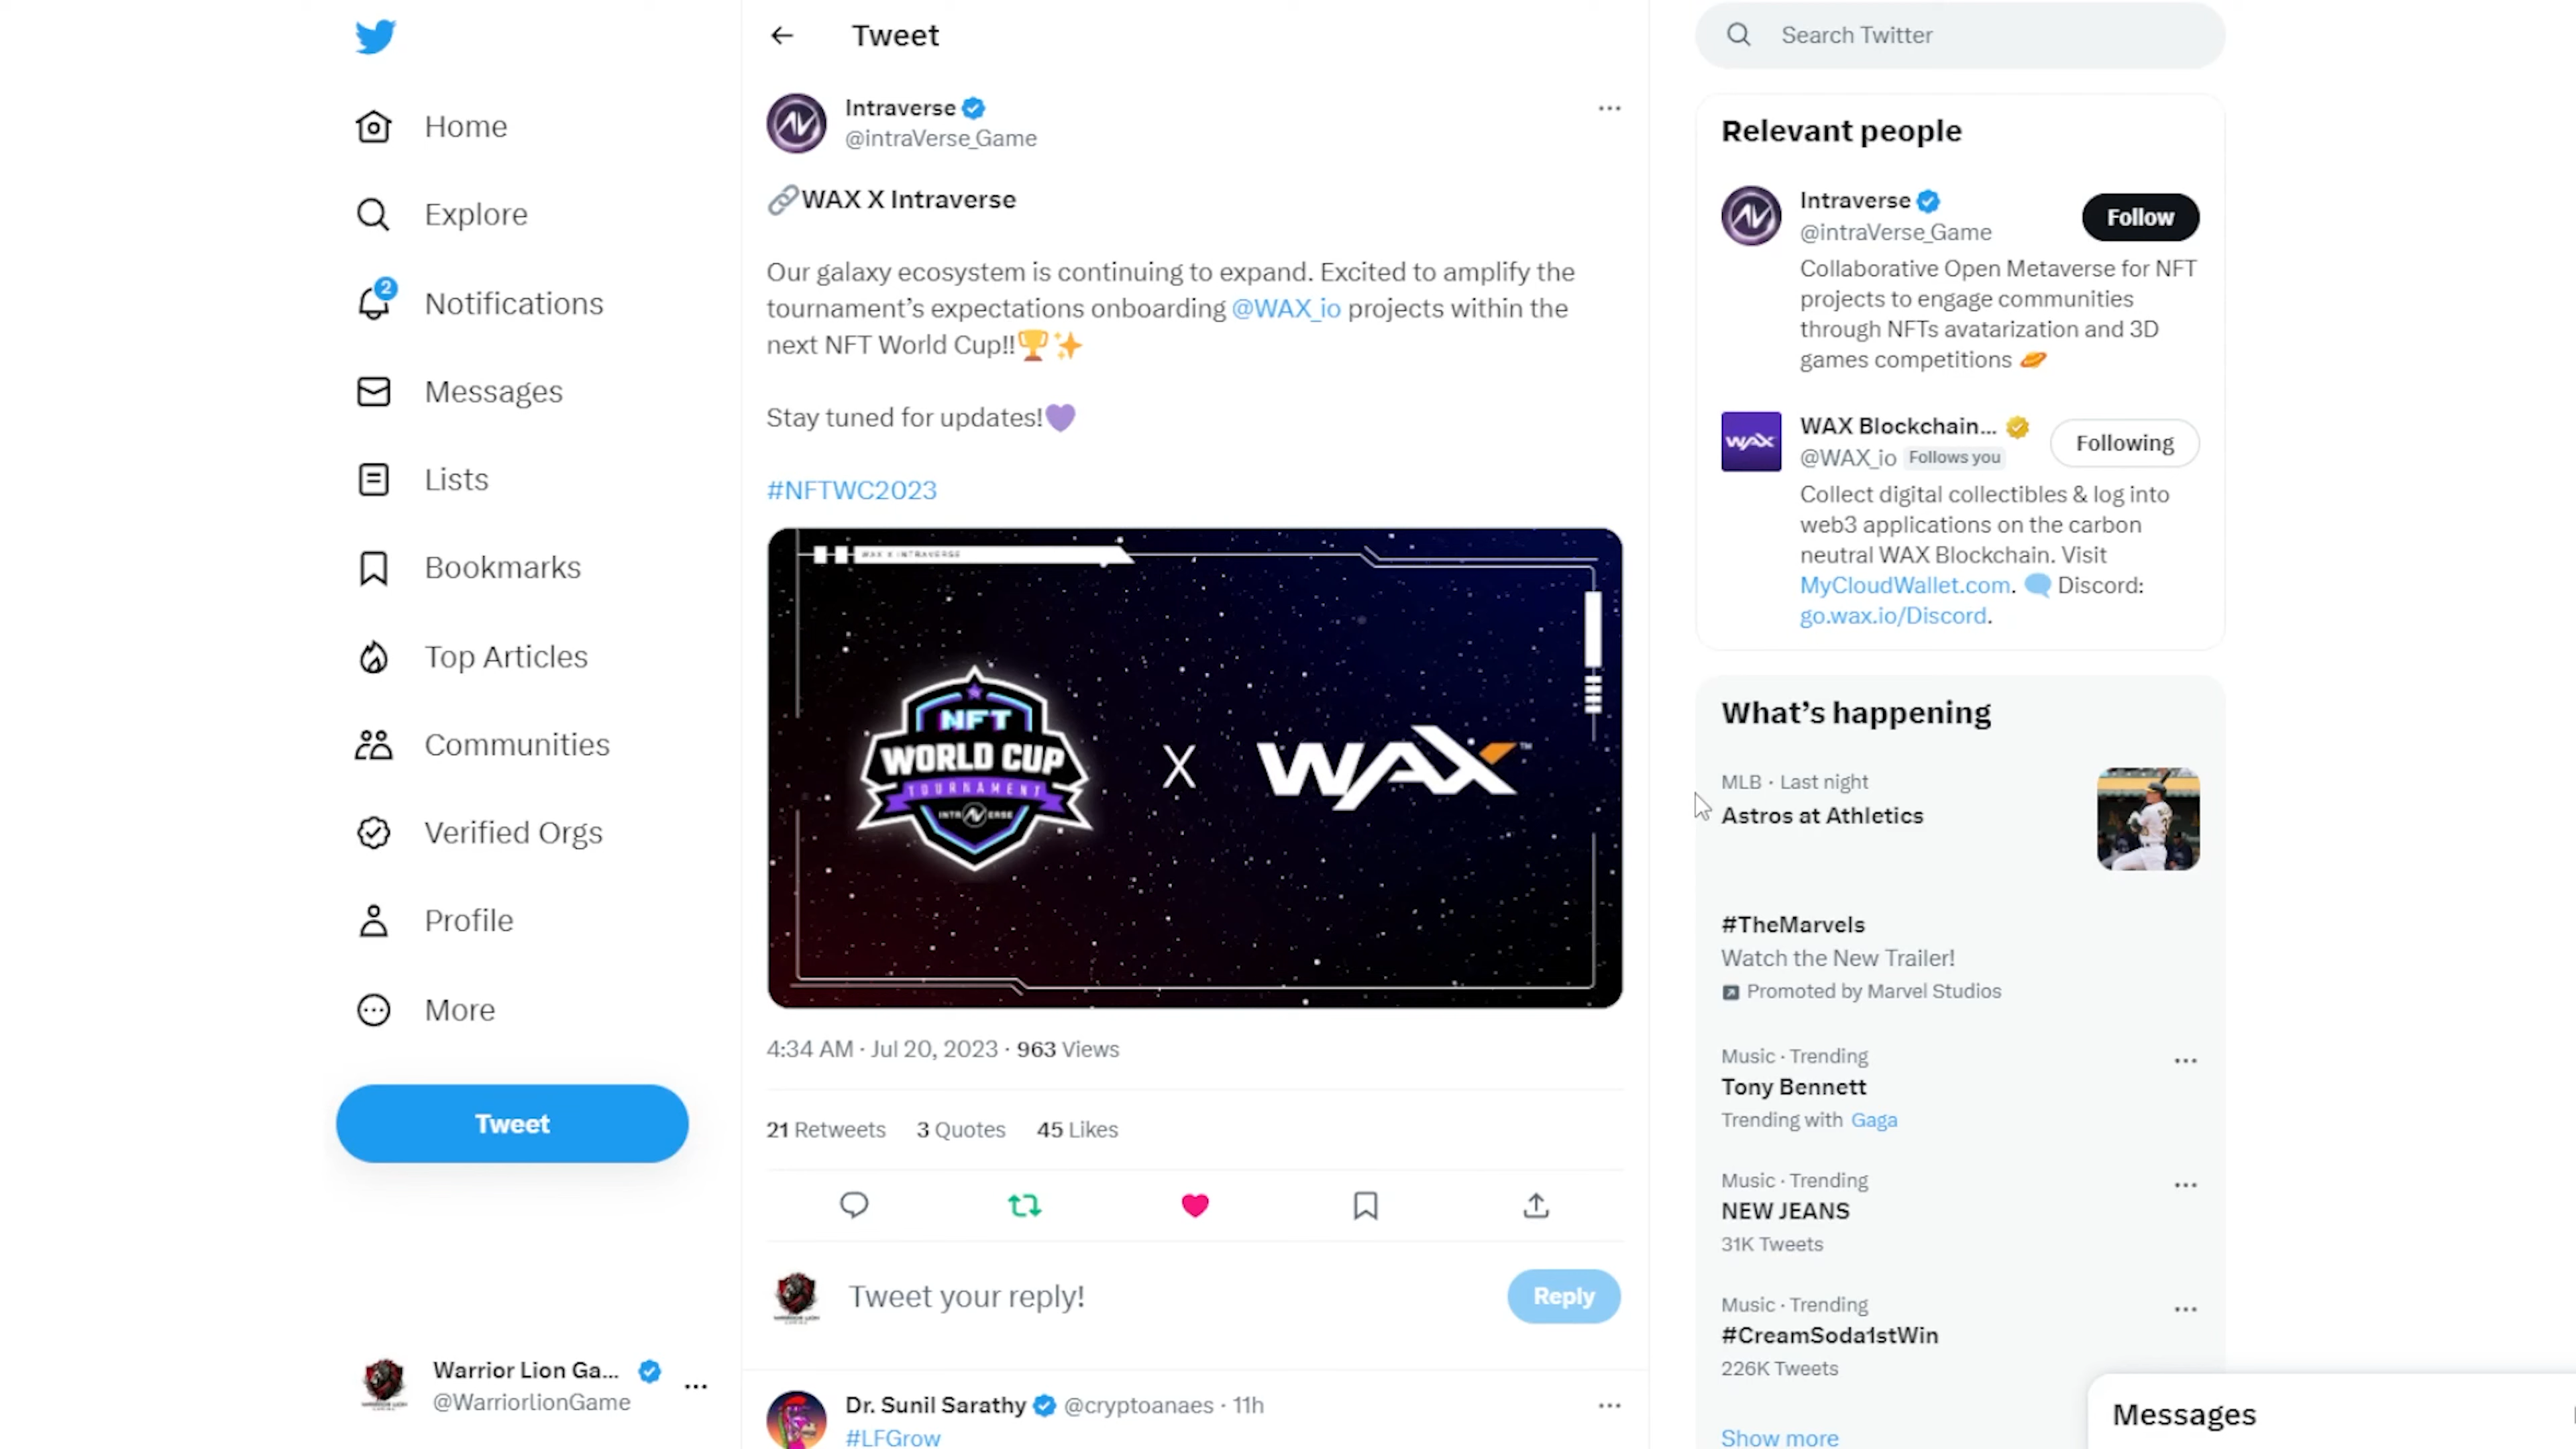 Home
Explore
2
Notifications
Messages
Lists
Bookmarks
Top Articles
Communities
Verified Orgs
Profile
More
Tweet
Warrior Lion Ga...
@WarriorlionGame
Tweet
Intraverse
@intraVerse_Game
WAX X Intraverse
Our galaxy ecosystem is continuing to expand. Excited to amplify the
tournament’s expectations onboarding @WAX_io projects within the
next NFT World Cup!!
Stay tuned for updates!
#NFTWC2023
WAX X INTRAVERSE
NFT
WORLD CUP
TOURNAMENT
INTRAVERSE
X
WAX™
4:34 AM · Jul 20, 2023 · 963 Views
21 Retweets 3 Quotes 45 Likes
Tweet your reply!
Reply
Dr. Sunil Sarathy @cryptoanaes · 11h
#LFGrow
Search Twitter
Relevant people
Intraverse
@intraVerse_Game
Follow
Collaborative Open Metaverse for NFT
projects to engage communities
through NFTs avatarization and 3D
games competitions
WAX
WAX Blockchain...
@WAX_io Follows you
Following
Collect digital collectibles & log into
web3 applications on the carbon
neutral WAX Blockchain. Visit
MyCloudWallet.com. Discord:
go.wax.io/Discord.
What’s happening
MLB · Last night
Astros at Athletics
#TheMarvels
Watch the New Trailer!
Promoted by Marvel Studios
Music · Trending
Tony Bennett
Trending with Gaga
Music · Trending
NEW JEANS
31K Tweets
Music · Trending
#CreamSoda1stWin
226K Tweets
Show more
Messages